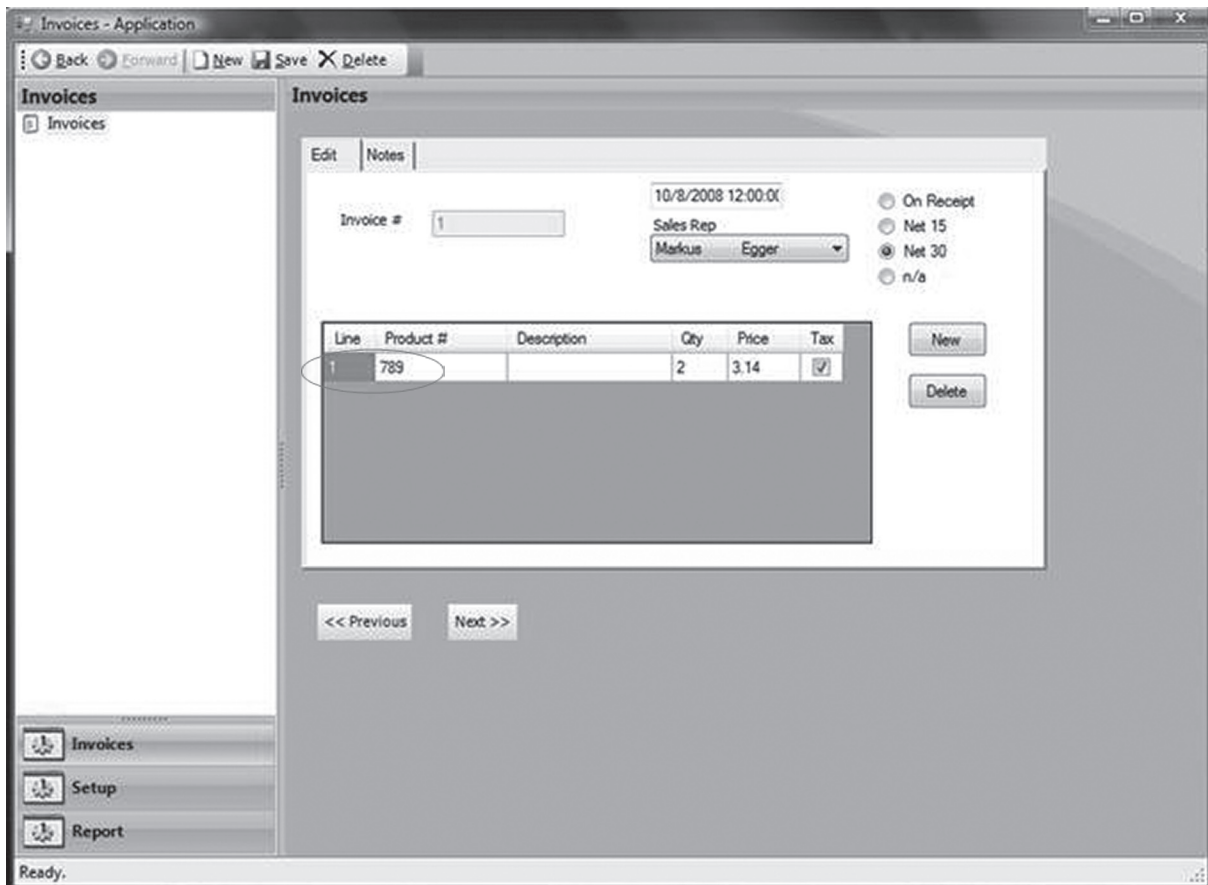 Invoices - Application
Back Forward New Save Delete
Invoices
Invoices
Invoices
Edit Notes
Invoice # 1
10/8/2008 12:00:0(
Sales Rep
Markus Egger
On Receipt
Net 15
Net 30
n/a
Line Product # Description Qty Price Tax
1 789 2 3.14
New
Delete
<< Previous Next >>
Invoices
Setup
Report
Ready.